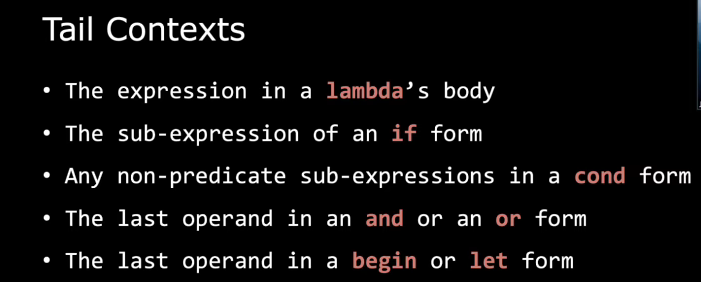 Tail Contexts
• The expression in a lambda’s body
• The sub-expression of an if form
• Any non-predicate sub-expressions in a cond form
• The last operand in an and or an or form
• The last operand in a begin or let form